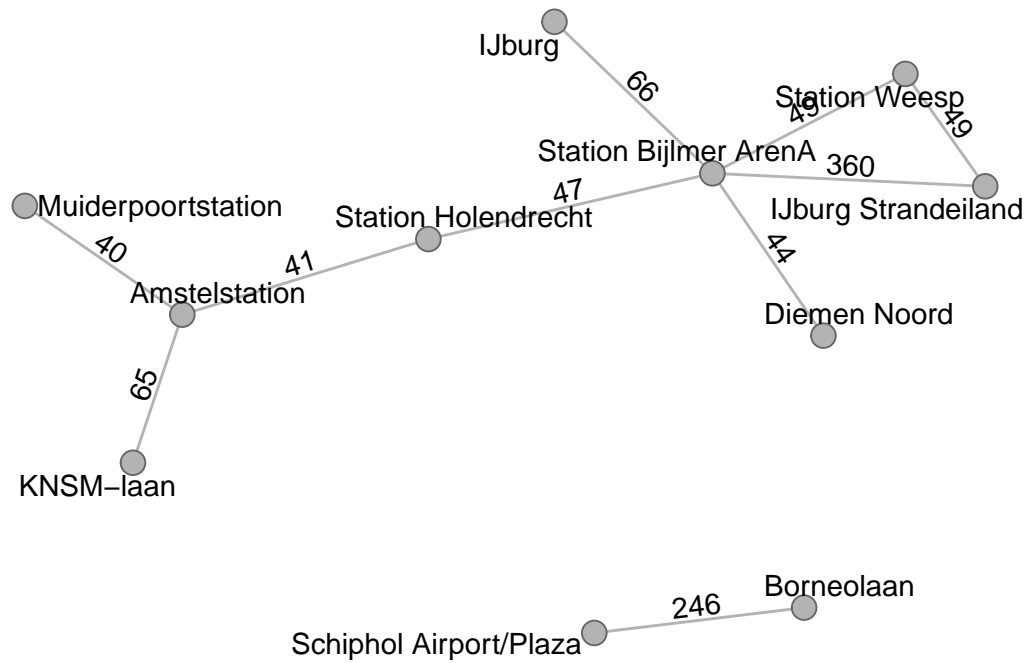 IJburg
66
Station Weesp
49
49
Station Bijlmer ArenA
360
47
IJburg Strandeiland
Muiderpoortstation
Station Holendrecht
40
41
44
Amstelstation
Diemen Noord
65
KNSM–laan
Borneolaan
246
Schiphol Airport/Plaza